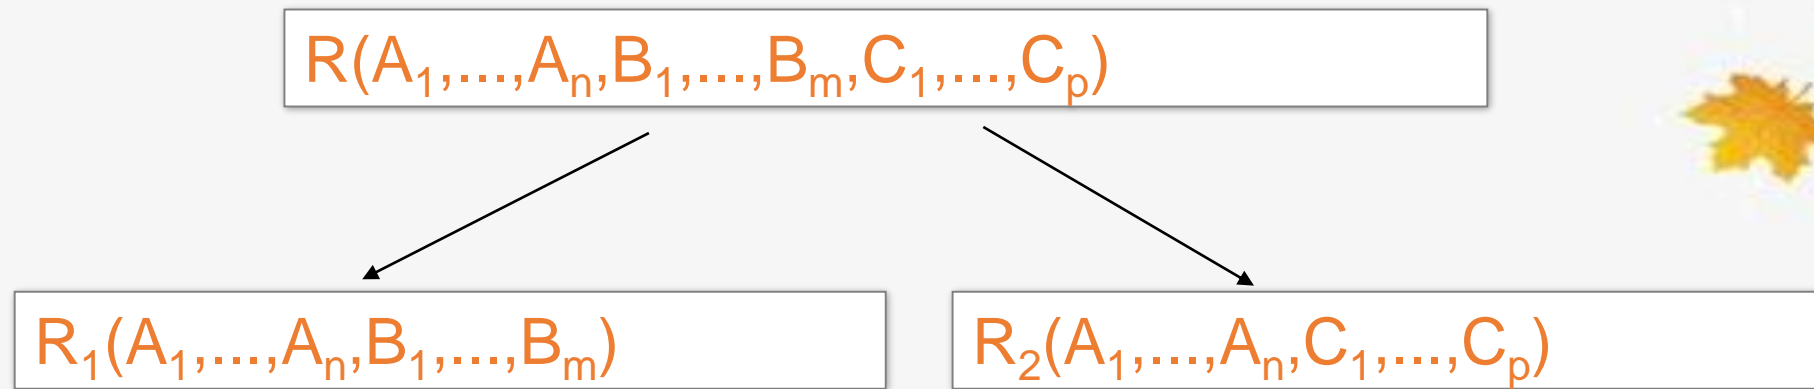 R(A₁,...,Aₙ,B₁,...,Bₘ,C₁,...,Cₚ)
R₁(A₁,...,Aₙ,B₁,...,Bₘ)
R₂(A₁,...,Aₙ,C₁,...,Cₚ)